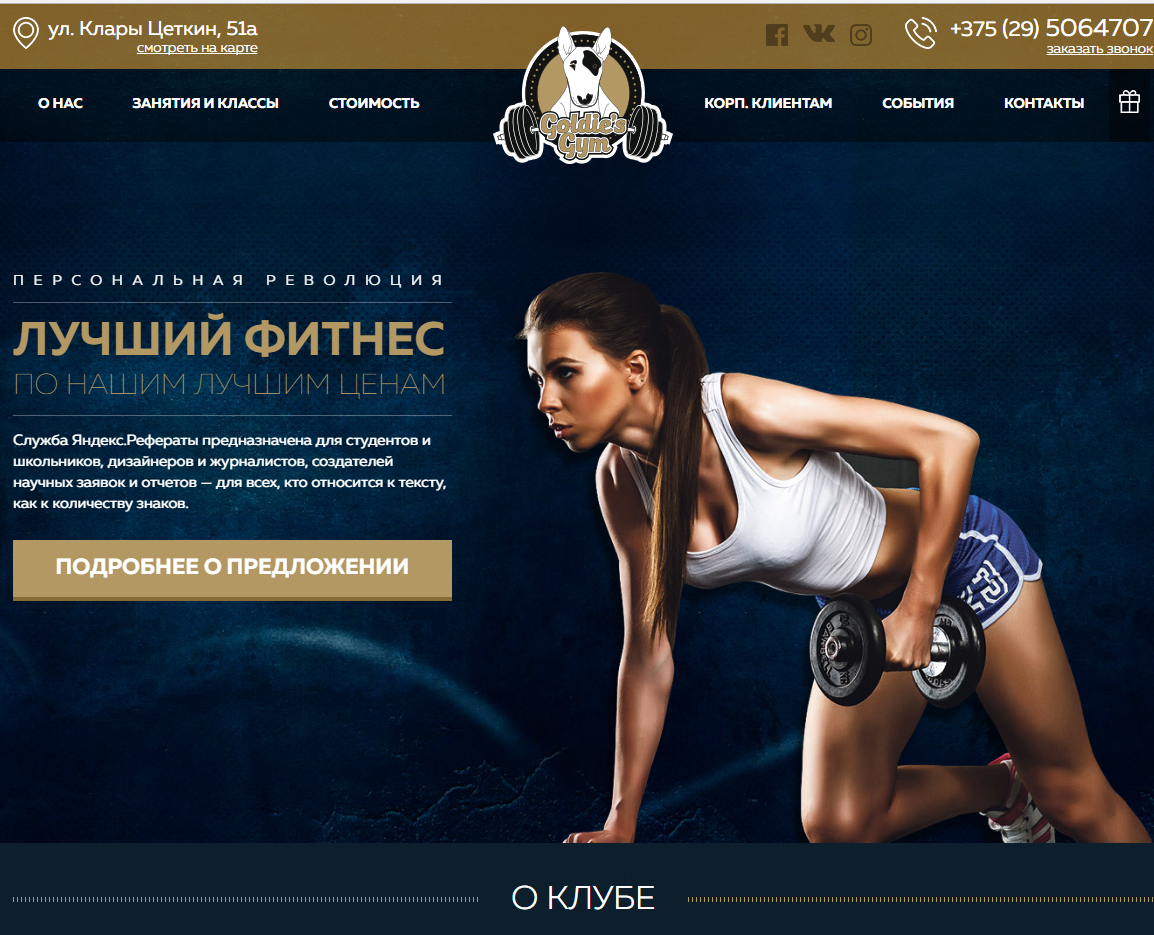 ул. Клары Цеткин, 51а
смотреть на карте
+375 (29) 5064707
заказать звонок
О НАС
ЗАНЯТИЯ И КЛАССЫ
СТОИМОСТЬ
Goldie's
Gym
КОРП. КЛИЕНТАМ
СОБЫТИЯ
КОНТАКТЫ
ПЕРСОНАЛЬНАЯ РЕВОЛЮЦИЯ
ЛУЧШИЙ ФИТНЕС
ПО НАШИМ ЛУЧШИМ ЦЕНАМ
Служба Яндекс.Рефераты предназначена для студентов и
школьников, дизайнеров и журналистов, создателей
научных заявок и отчетов — для всех, кто относится к тексту,
как к количеству знаков.
ПОДРОБНЕЕ О ПРЕДЛОЖЕНИИ
О КЛУБЕ